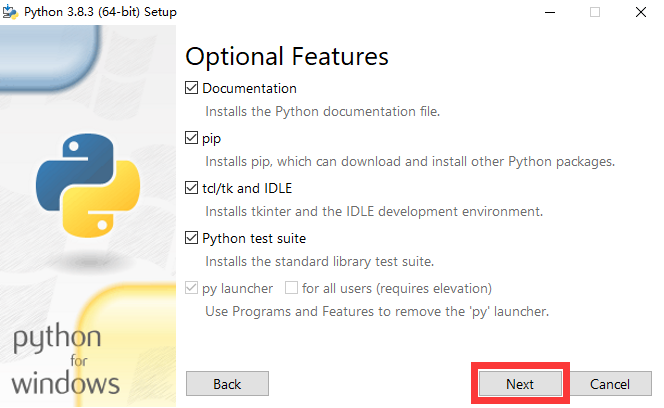 Python 3.8.3 (64-bit) Setup
Optional Features
Documentation
Installs the Python documentation file.
pip
Installs pip, which can download and install other Python packages.
tcl/tk and IDLE
Installs tkinter and the IDLE development environment.
Python test suite
Installs the standard library test suite.
py launcher for all users (requires elevation)
Use Programs and Features to remove the 'py' launcher.
python
for
windows
Back Next Cancel